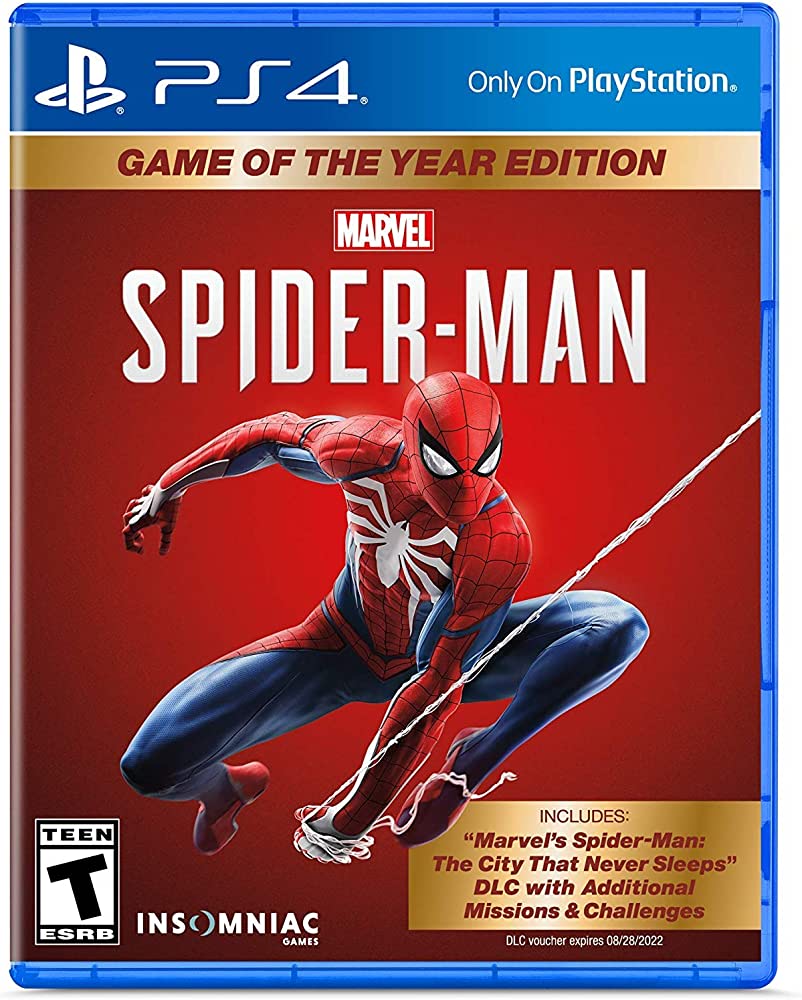 PS4
Only On PlayStation
GAME OF THE YEAR EDITION
MARVEL
SPIDER-MAN
INCLUDES:
“Marvel’s Spider-Man:
The City That Never Sleeps”
DLC with Additional
Missions & Challenges
DLC voucher expires 08/28/2022
TEEN
T
ESRB
INSOMNIAC
GAMES